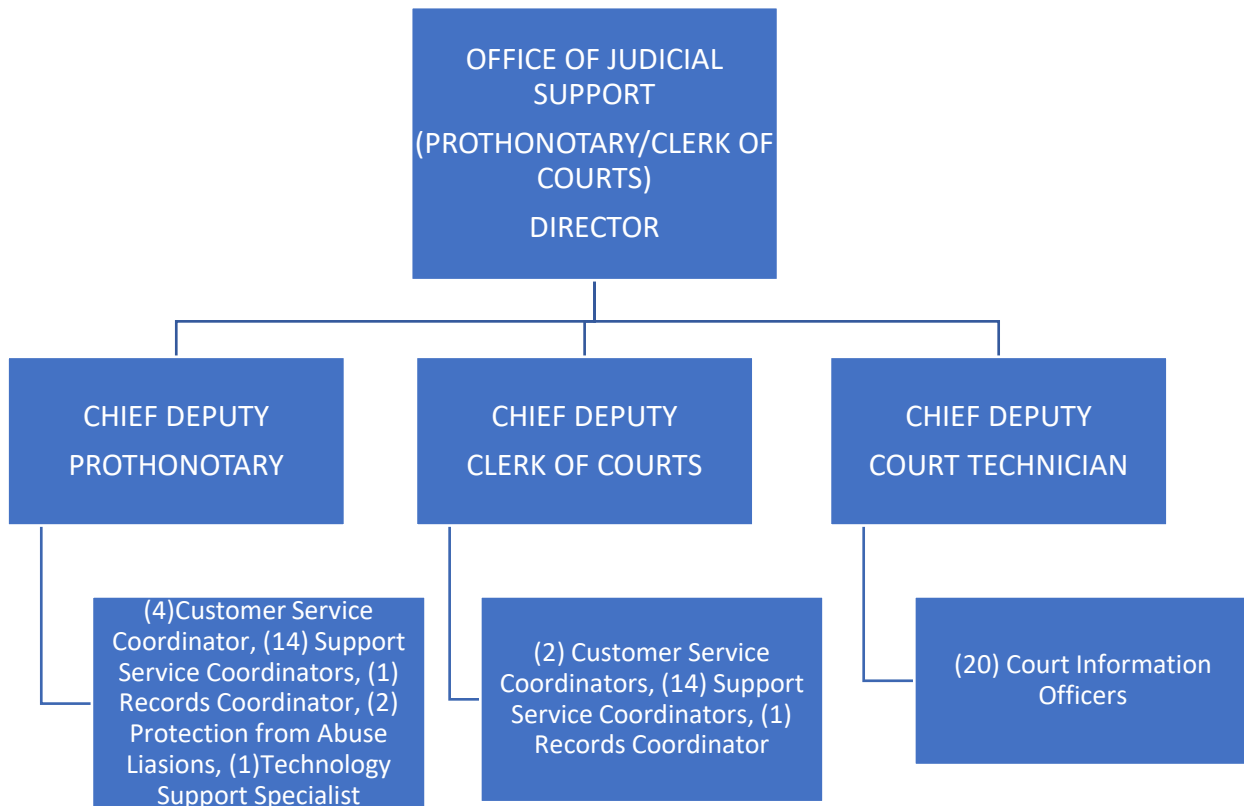 OFFICE OF JUDICIAL
SUPPORT
(PROTHONOTARY/CLERK OF
COURTS)
DIRECTOR
CHIEF DEPUTY
PROTHONOTARY
CHIEF DEPUTY
CLERK OF COURTS
CHIEF DEPUTY
COURT TECHNICIAN
(4)Customer Service
Coordinator, (14) Support
Service Coordinators, (1)
Records Coordinator, (2)
Protection from Abuse
Liasions, (1)Technology
Support Specialist
(2) Customer Service
Coordinators, (14) Support
Service Coordinators, (1)
Records Coordinator
(20) Court Information
Officers